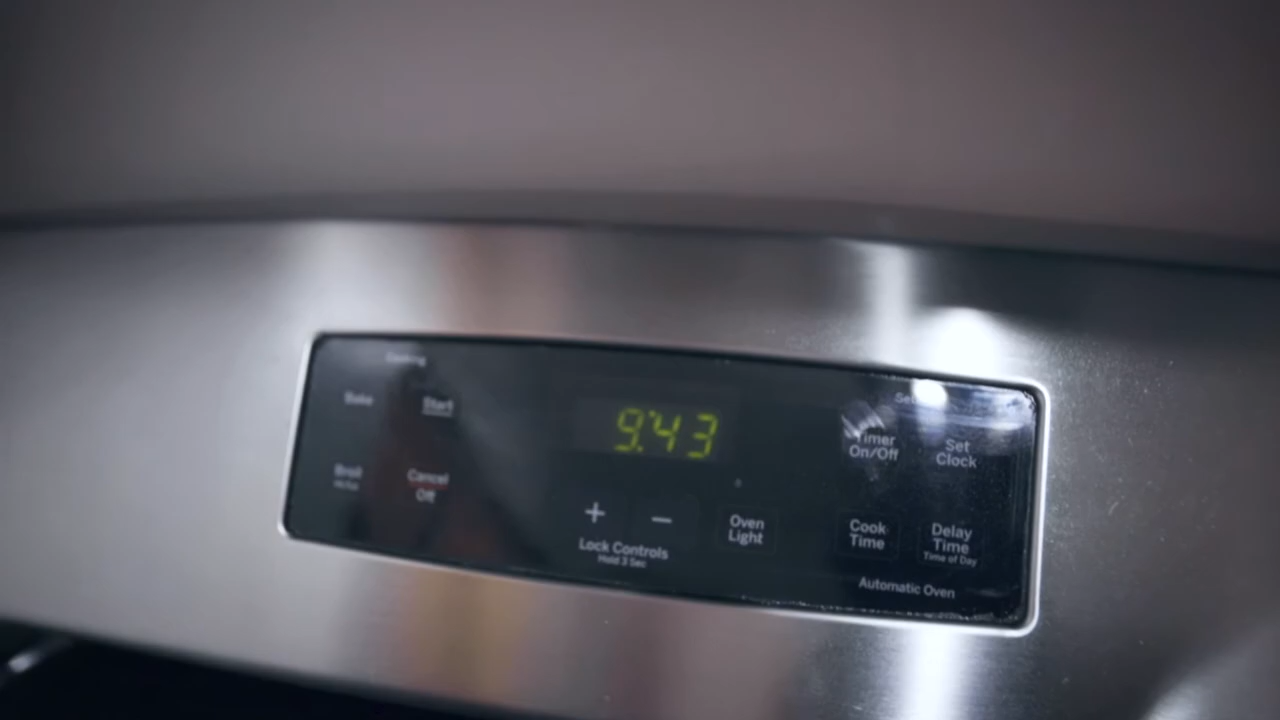 Cooking
Bake
Start
Broil
Hi/Lo
Cancel
Off
9:43
+ −
Lock Controls
Hold 3 Sec
Oven
Light
Timer
On/Off
Set
Clock
Cook
Time
Delay
Time
Time of Day
Automatic Oven